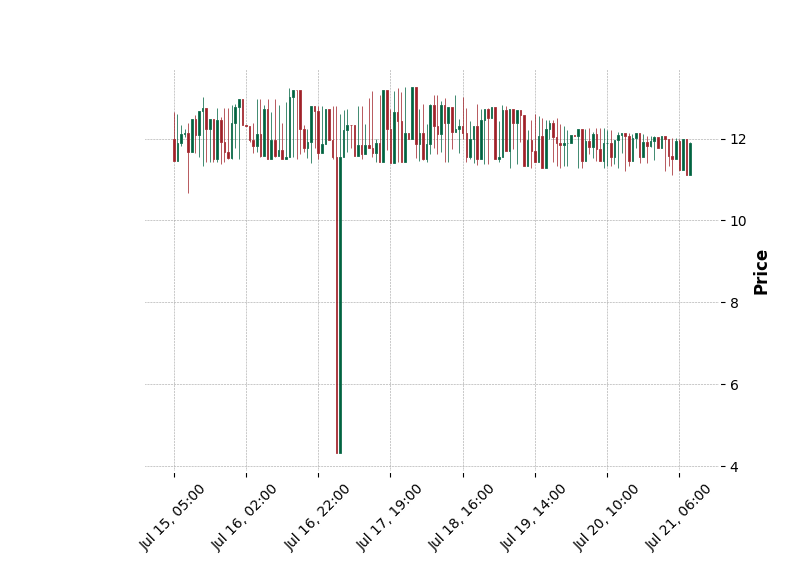 12
10
8
6
4
Price
Jul 15, 05:00
Jul 16, 02:00
Jul 16, 22:00
Jul 17, 19:00
Jul 18, 16:00
Jul 19, 14:00
Jul 20, 10:00
Jul 21, 06:00